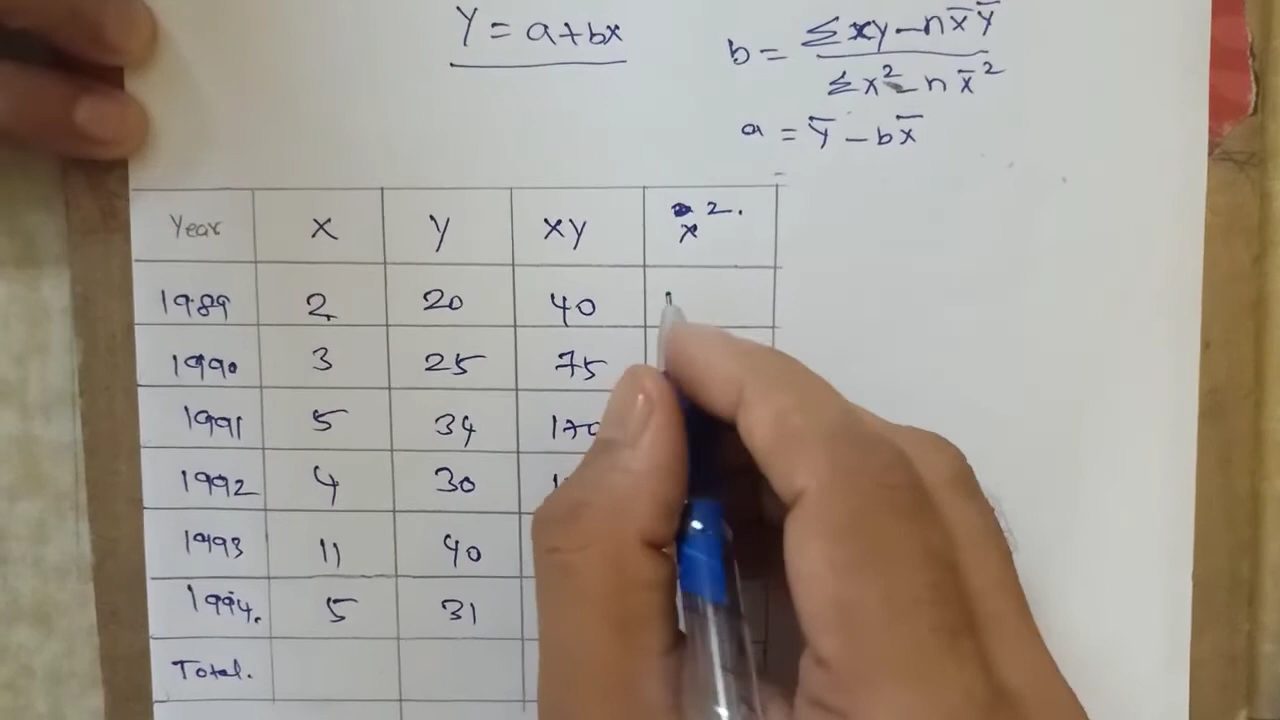 Y = a+bx
b = Σxy-nx̄ȳ
Σx²-nx̄²
a = ȳ - bx̄
Year X Y XY x².
1989 2 20 40
1990 3 25 75
1991 5 34 170
1992 4 30
1993 11 40
1994. 5 31
Total.